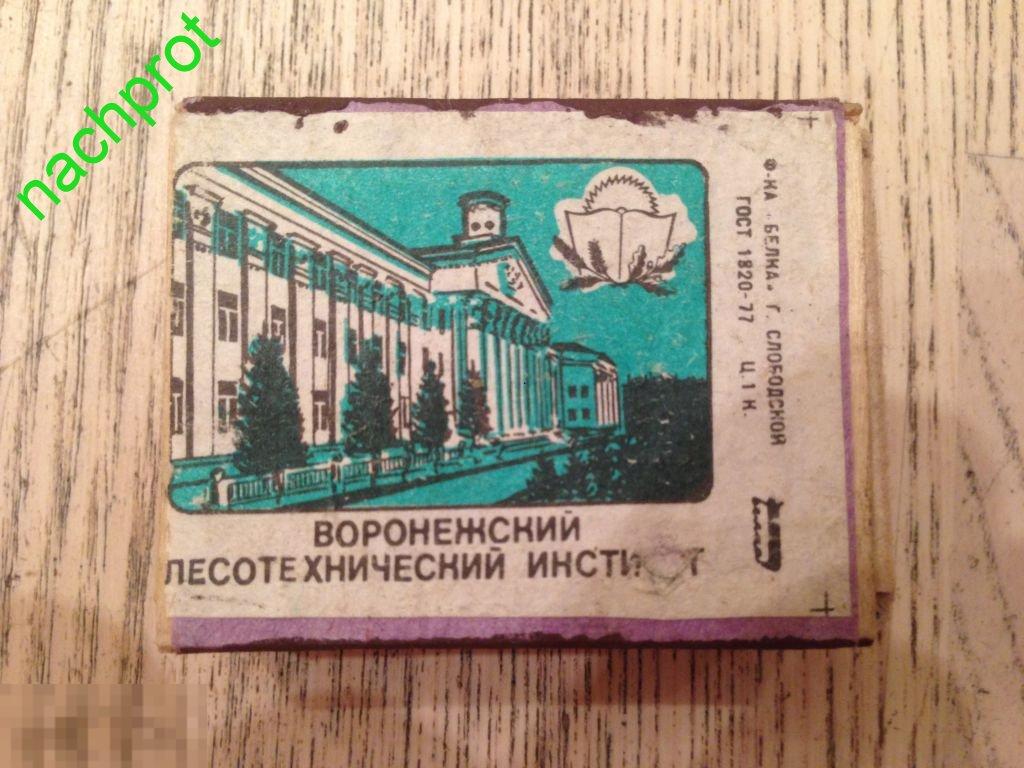 nachprot
ВОРОНЕЖСКИЙ
ЛЕСОТЕХНИЧЕСКИЙ
Ф-КА „БЕЛКА" Г. СЛОБОДСКОЙ
ГОСТ 1820-77 Ц. 1 К.